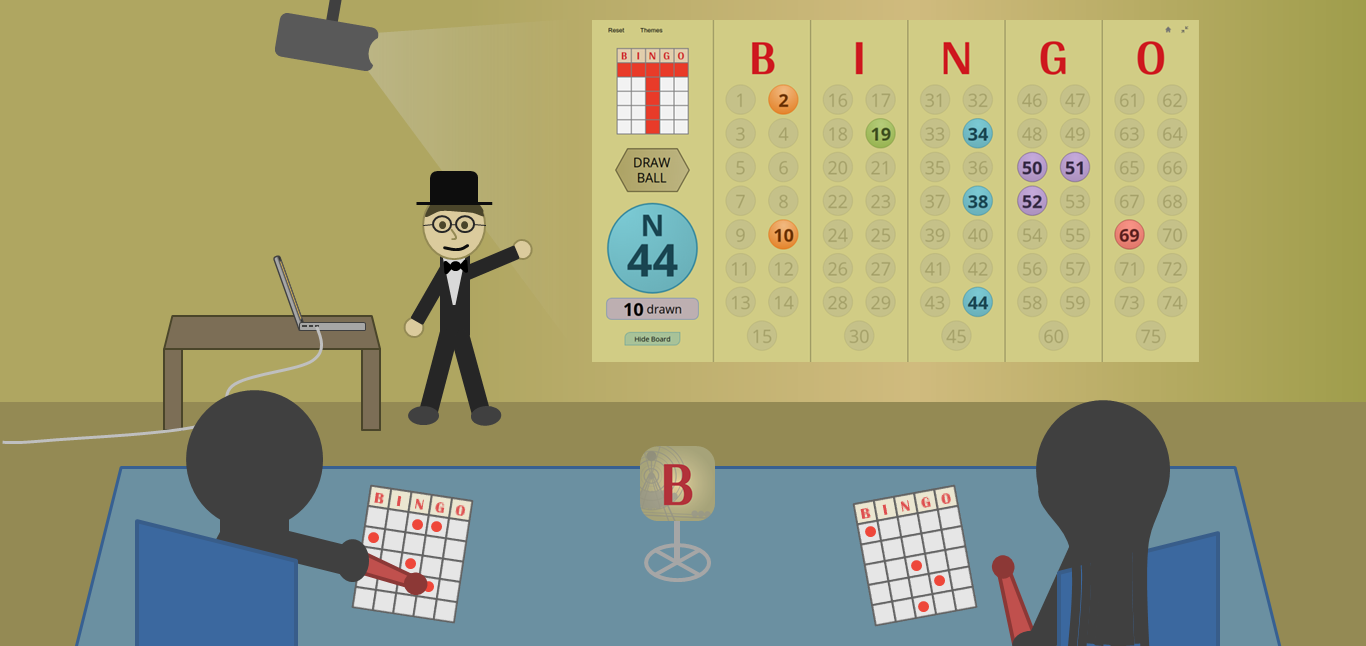 Reset Themes
B I N G O
DRAW
BALL
N
44
10 drawn
Hide Board
B I N G O
1 2 16 17 31 32 46 47 61 62
3 4 18 19 33 34 48 49 63 64
5 6 20 21 35 36 50 51 65 66
7 8 22 23 37 38 52 53 67 68
9 10 24 25 39 40 54 55 69 70
11 12 26 27 41 42 56 57 71 72
13 14 28 29 43 44 58 59 73 74
15 30 45 60 75
B
B I N G O
B I N G O